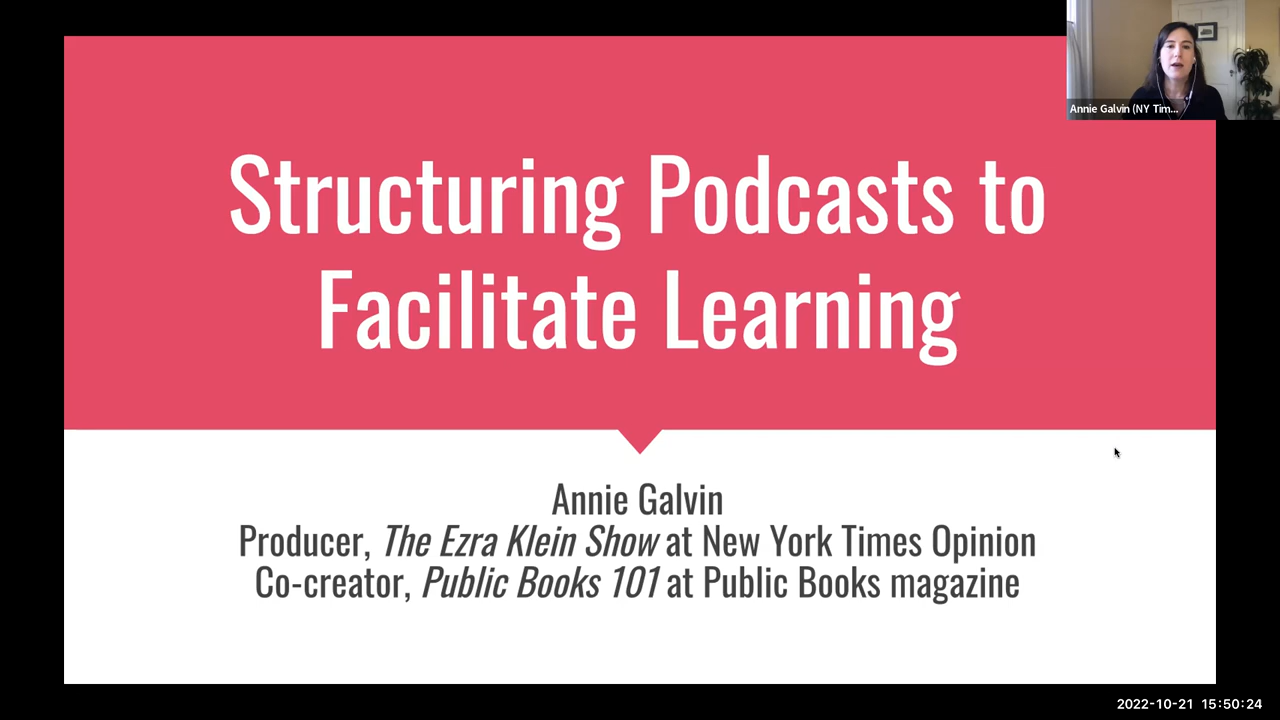 Annie Galvin (NY Tim...
Structuring Podcasts to
Facilitate Learning
Annie Galvin
Producer, The Ezra Klein Show at New York Times Opinion
Co-creator, Public Books 101 at Public Books magazine
2022-10-21 15:50:24